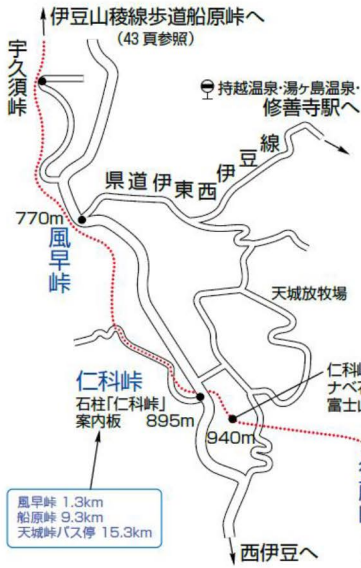 伊豆山稜線歩道船原峠へ
(43頁参照)
宇久須峠
持越温泉・湯ヶ島温泉・
修善寺駅へ
県道伊東西伊豆線
770m
風早峠
天城放牧場
仁科峠
石柱「仁科峠」
案内板 895m
仁科峠
ナベ石
富士山
940m
風早峠 1.3km
船原峠 9.3km
天城峠バス停 15.3km
西伊豆へ